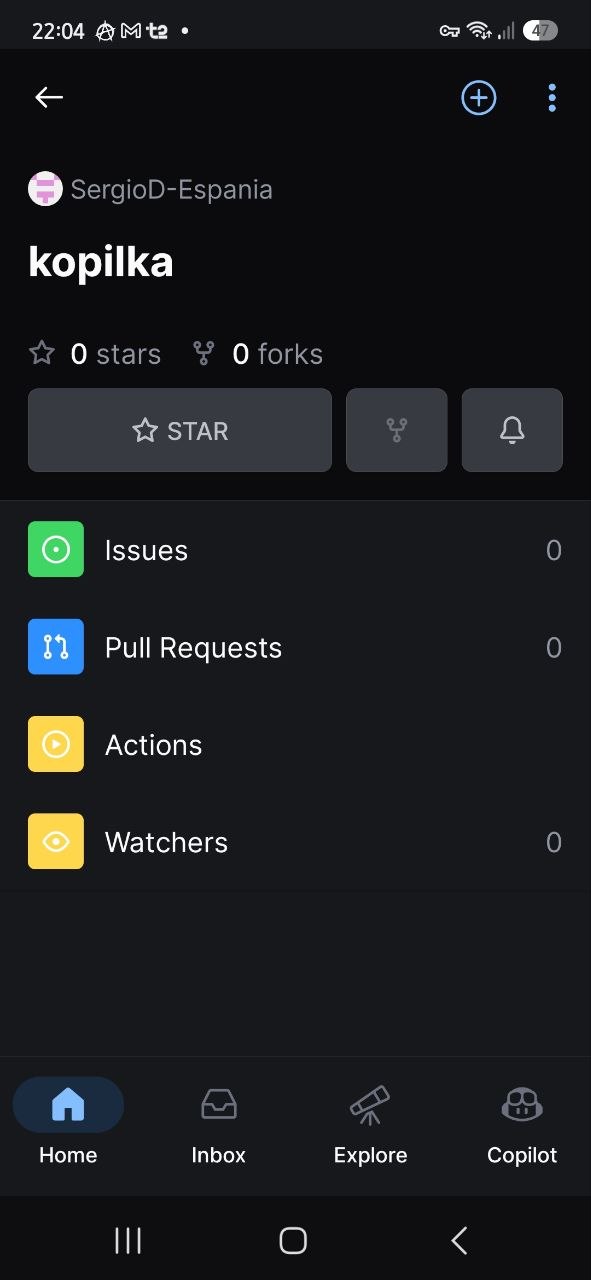 22:04 t2 47
SergioD-Espania
kopilka
0 stars 0 forks
STAR
Issues 0
Pull Requests 0
Actions
Watchers 0
Home Inbox Explore Copilot